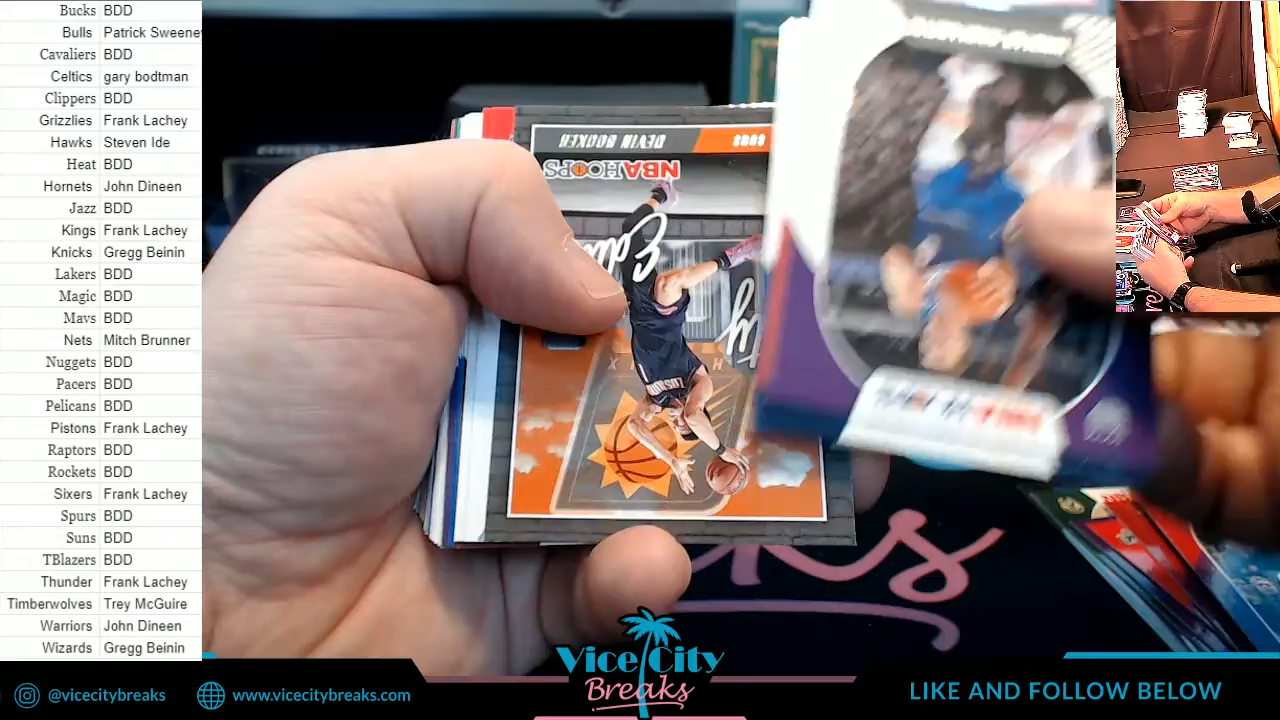 Bucks BDD
Bulls Patrick Sweeney
Cavaliers BDD
Celtics gary bodtman
Clippers BDD
Grizzlies Frank Lachey
Hawks Steven Ide
Heat BDD
Hornets John Dineen
Jazz BDD
Kings Frank Lachey
Knicks Gregg Beinin
Lakers BDD
Magic BDD
Mavs BDD
Nets Mitch Brunner
Nuggets BDD
Pacers BDD
Pelicans BDD
Pistons Frank Lachey
Raptors BDD
Rockets BDD
Sixers Frank Lachey
Spurs BDD
Suns BDD
TBlazers BDD
Thunder Frank Lachey
Timberwolves Trey McGuire
Warriors John Dineen
Wizards Gregg Beinin
SUNS
DEVIN BOOKER
NBA HOOPS
City
Vice City
Breaks
@vicecitybreaks
www.vicecitybreaks.com
LIKE AND FOLLOW BELOW